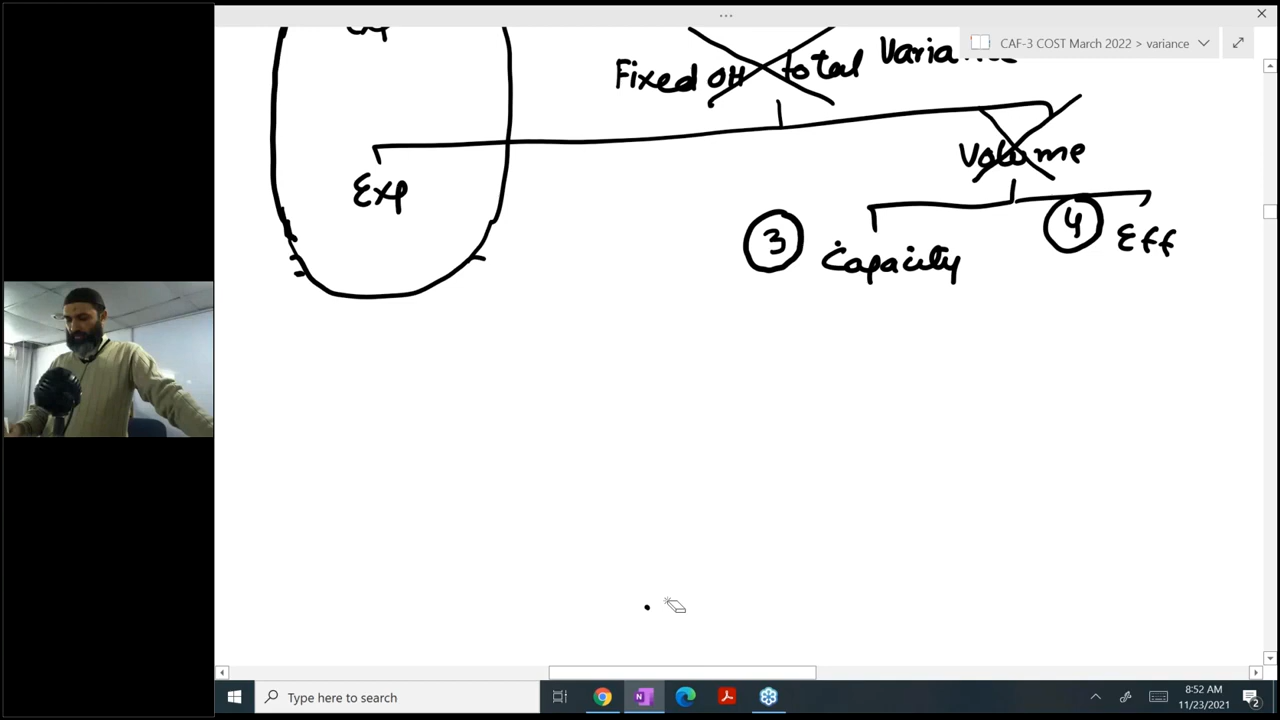 CAF-3 COST March 2022 > variance
Fixed OH total Variance
Exp
Volume
3 Capacity
4 Eff
Type here to search
8:52 AM
11/23/2021
2